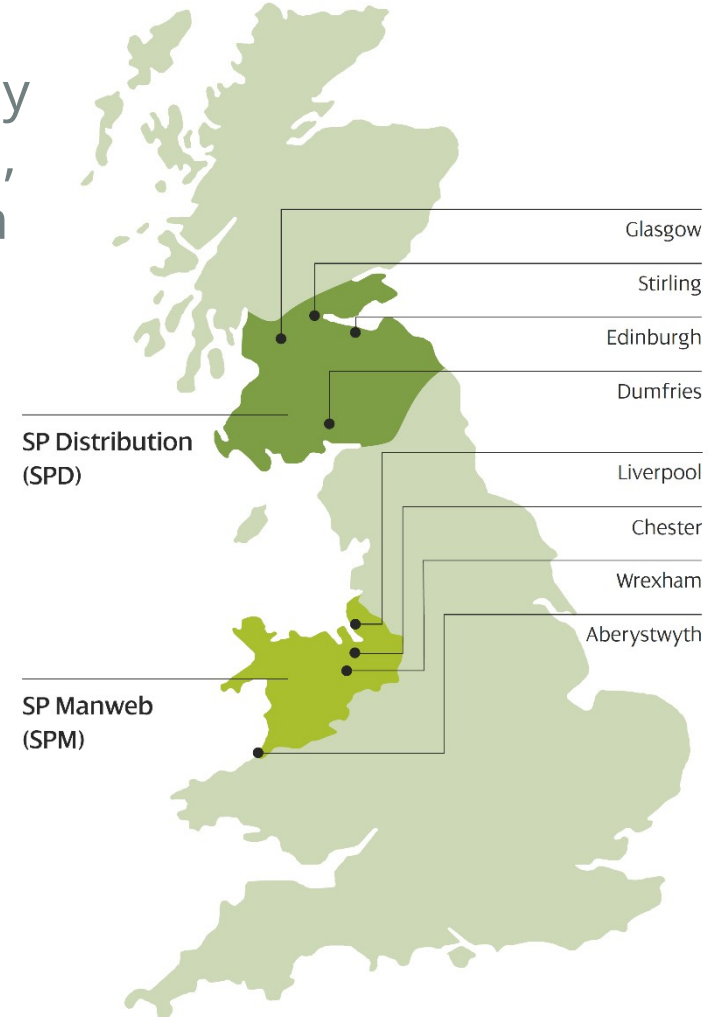 y
,
n
Glasgow
Stirling
Edinburgh
Dumfries
SP Distribution
(SPD)
Liverpool
Chester
Wrexham
Aberystwyth
SP Manweb
(SPM)